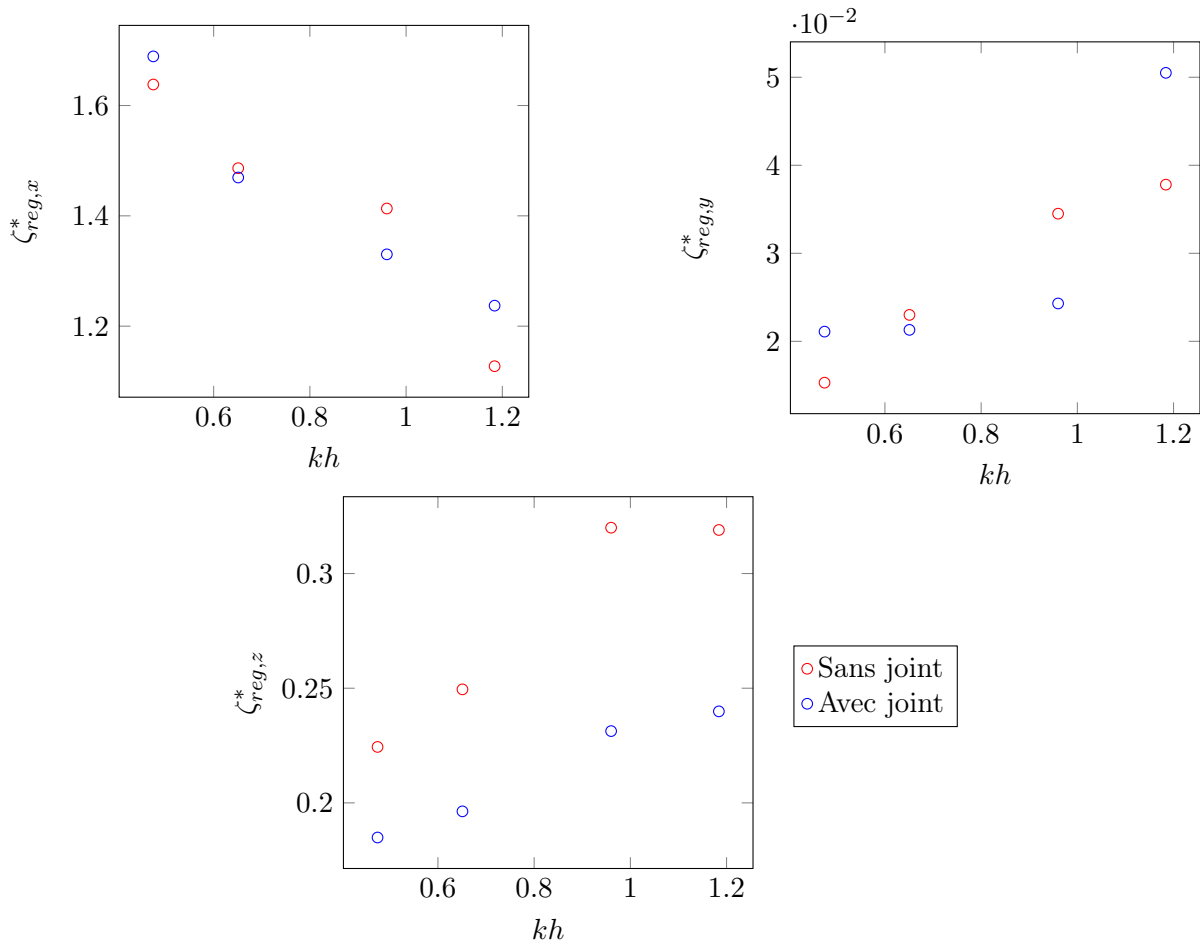 1.6
1.4
1.2
0.6 0.8 1 1.2
kh
ζ*reg,x
·10−2
5
4
3
2
0.6 0.8 1 1.2
kh
ζ*reg,y
0.3
0.25
0.2
0.6 0.8 1 1.2
kh
ζ*reg,z
Sans joint
Avec joint